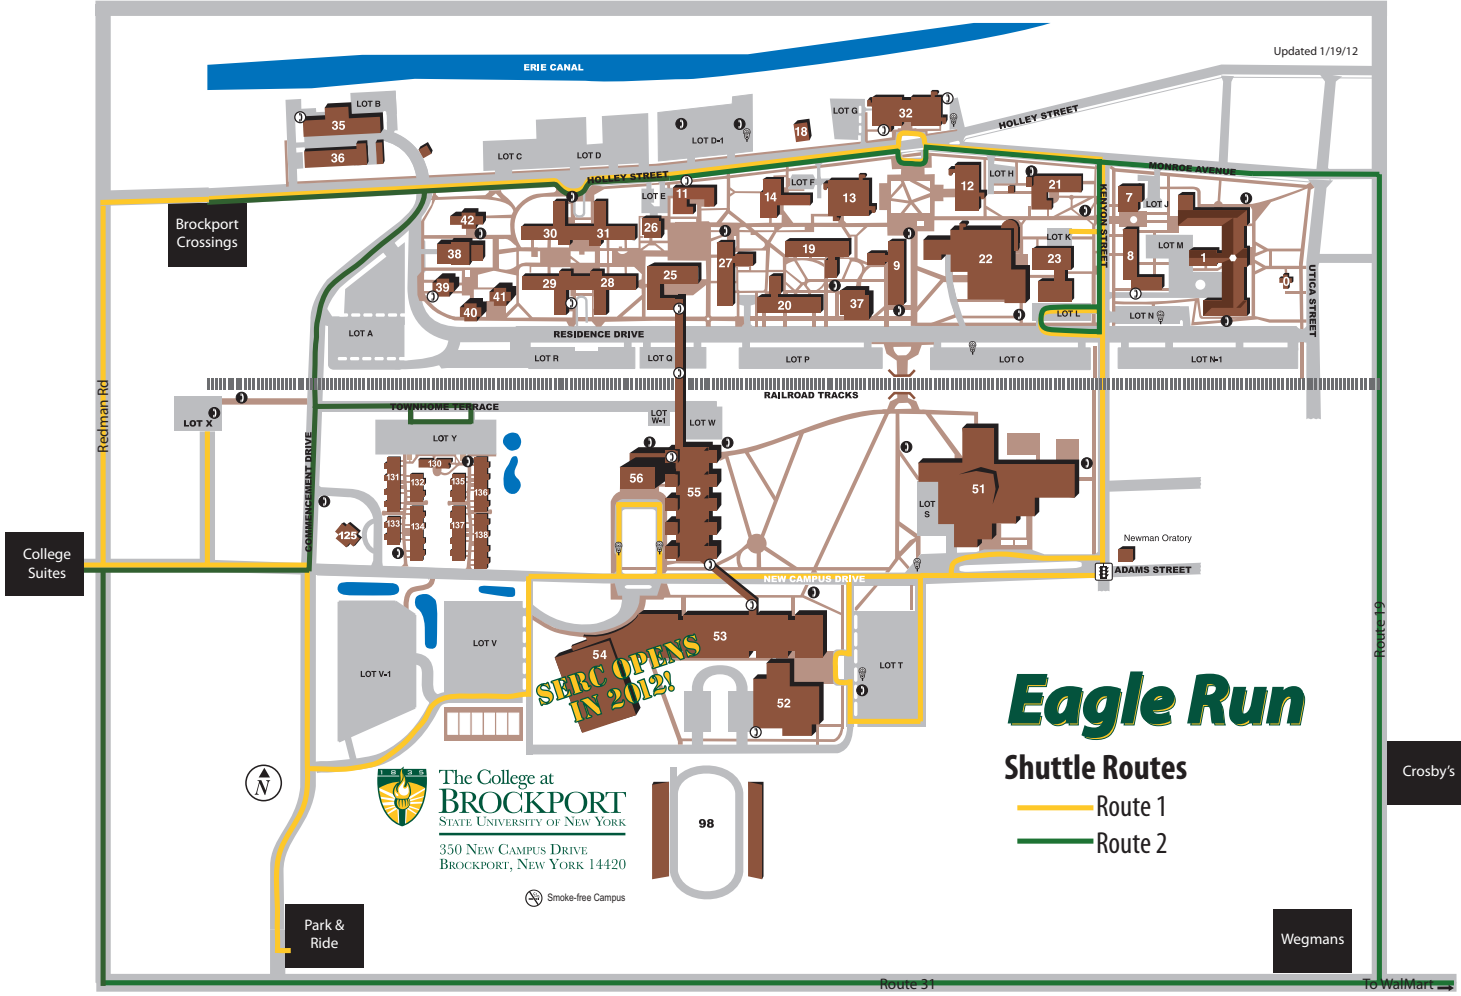 Updated 1/19/12
ERIE CANAL
LOT B
35
36
LOT C
LOT D
LOT D-1
18
LOT G
32
HOLLEY STREET
HOLLEY STREET
MONROE AVENUE
Brockport
Crossings
42
38
39
40
41
30
31
29
28
LOT E
11
26
25
27
14
LOT F
13
19
20
37
9
12
LOT H
21
22
LOT K
23
LOT L
KENYON STREET
7
LOT J
8
LOT M
1
0
LOT N
UTICA STREET
LOT A
RESIDENCE DRIVE
LOT R
LOT Q
LOT P
LOT O
LOT N-1
RAILROAD TRACKS
Redman Rd
LOT X
TOWNHOME TERRACE
LOT Y
LOT
W-1
LOT W
COMMENCEMENT DRIVE
130
131
132
133
134
135
136
137
138
125
56
55
51
LOT
S
Newman Oratory
ADAMS STREET
NEW CAMPUS DRIVE
College
Suites
LOT V-1
LOT V
53
54
SERC OPENS
IN 2012!
52
LOT T
Route 19
Eagle Run
Shuttle Routes
Route 1
Route 2
N
1835
The College at
BROCKPORT
STATE UNIVERSITY OF NEW YORK
350 NEW CAMPUS DRIVE
BROCKPORT, NEW YORK 14420
Smoke-free Campus
98
Crosby's
Park &
Ride
Wegmans
Route 31
To WalMart